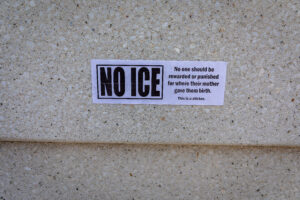 NO ICE
No one should be
rewarded or punished
for where their mother
gave them birth.
This is a sticker.